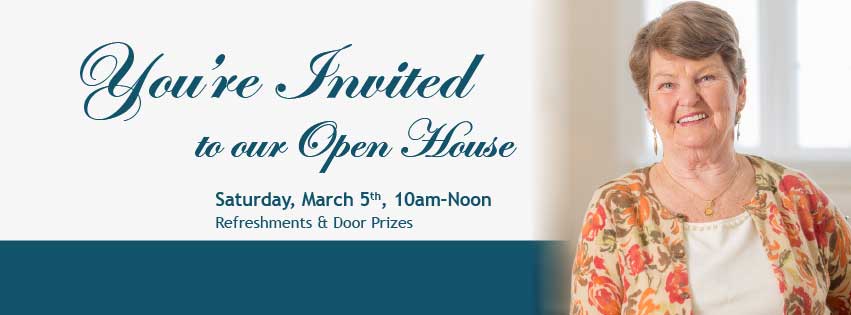 You're Invited
to our Open House
Saturday, March 5th, 10am–Noon
Refreshments & Door Prizes